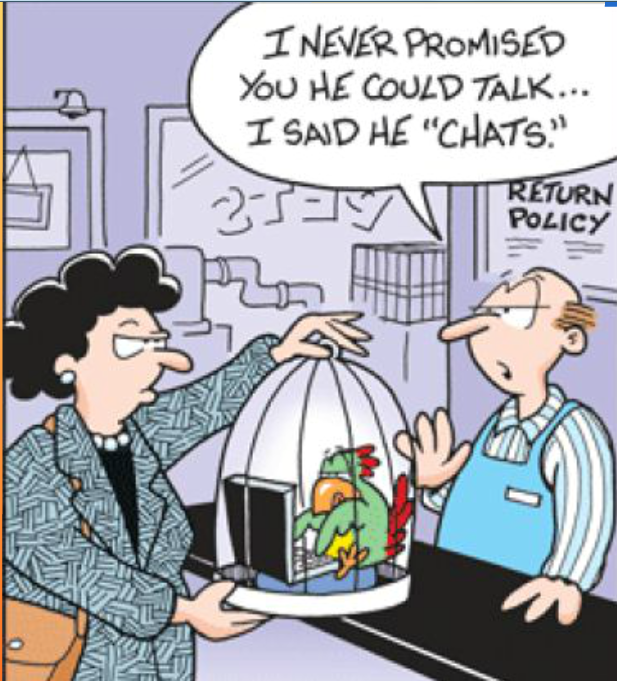 I NEVER PROMISED
YOU HE COULD TALK...
I SAID HE "CHATS."
RETURN
POLICY